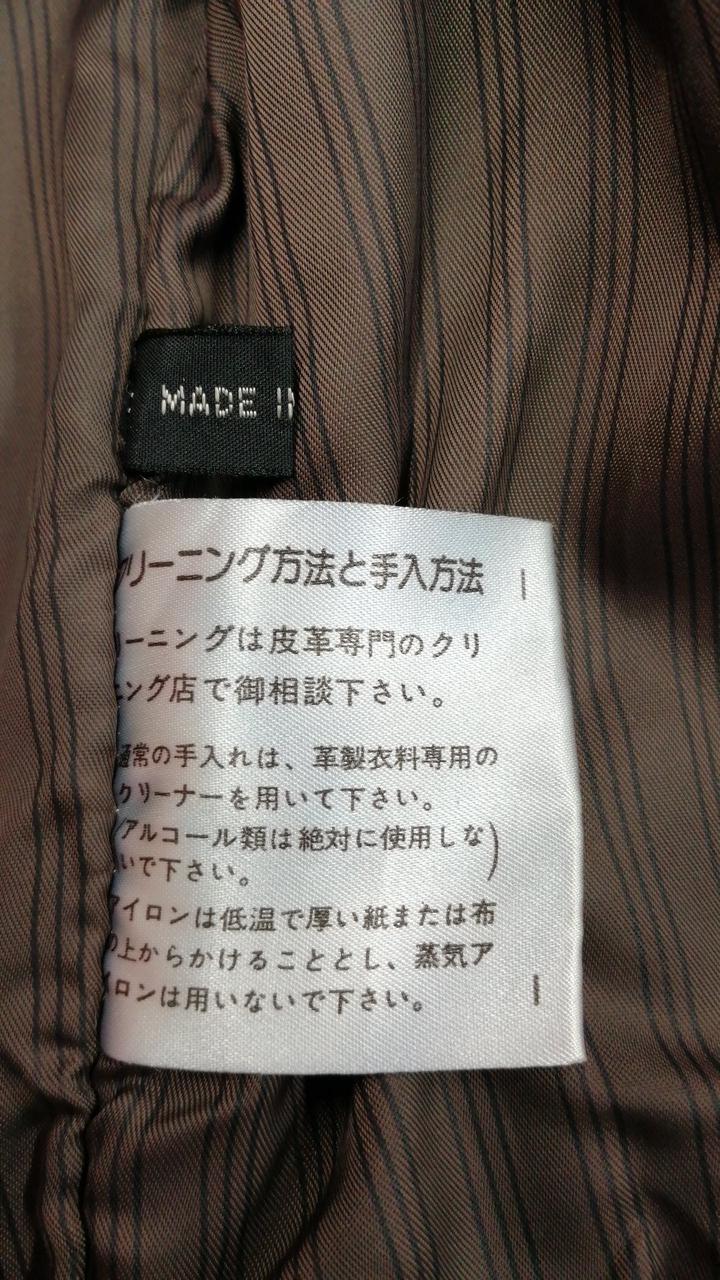 MADE IN
クリーニング方法と手入方法
リーニングは皮革専門のクリ
ニング店で御相談下さい。
通常の手入れは、革製衣料専用の
クリーナーを用いて下さい。
(アルコール類は絶対に使用しな
いで下さい。)
アイロンは低温で厚い紙または布
の上からかけることとし、蒸気ア
イロンは用いないで下さい。